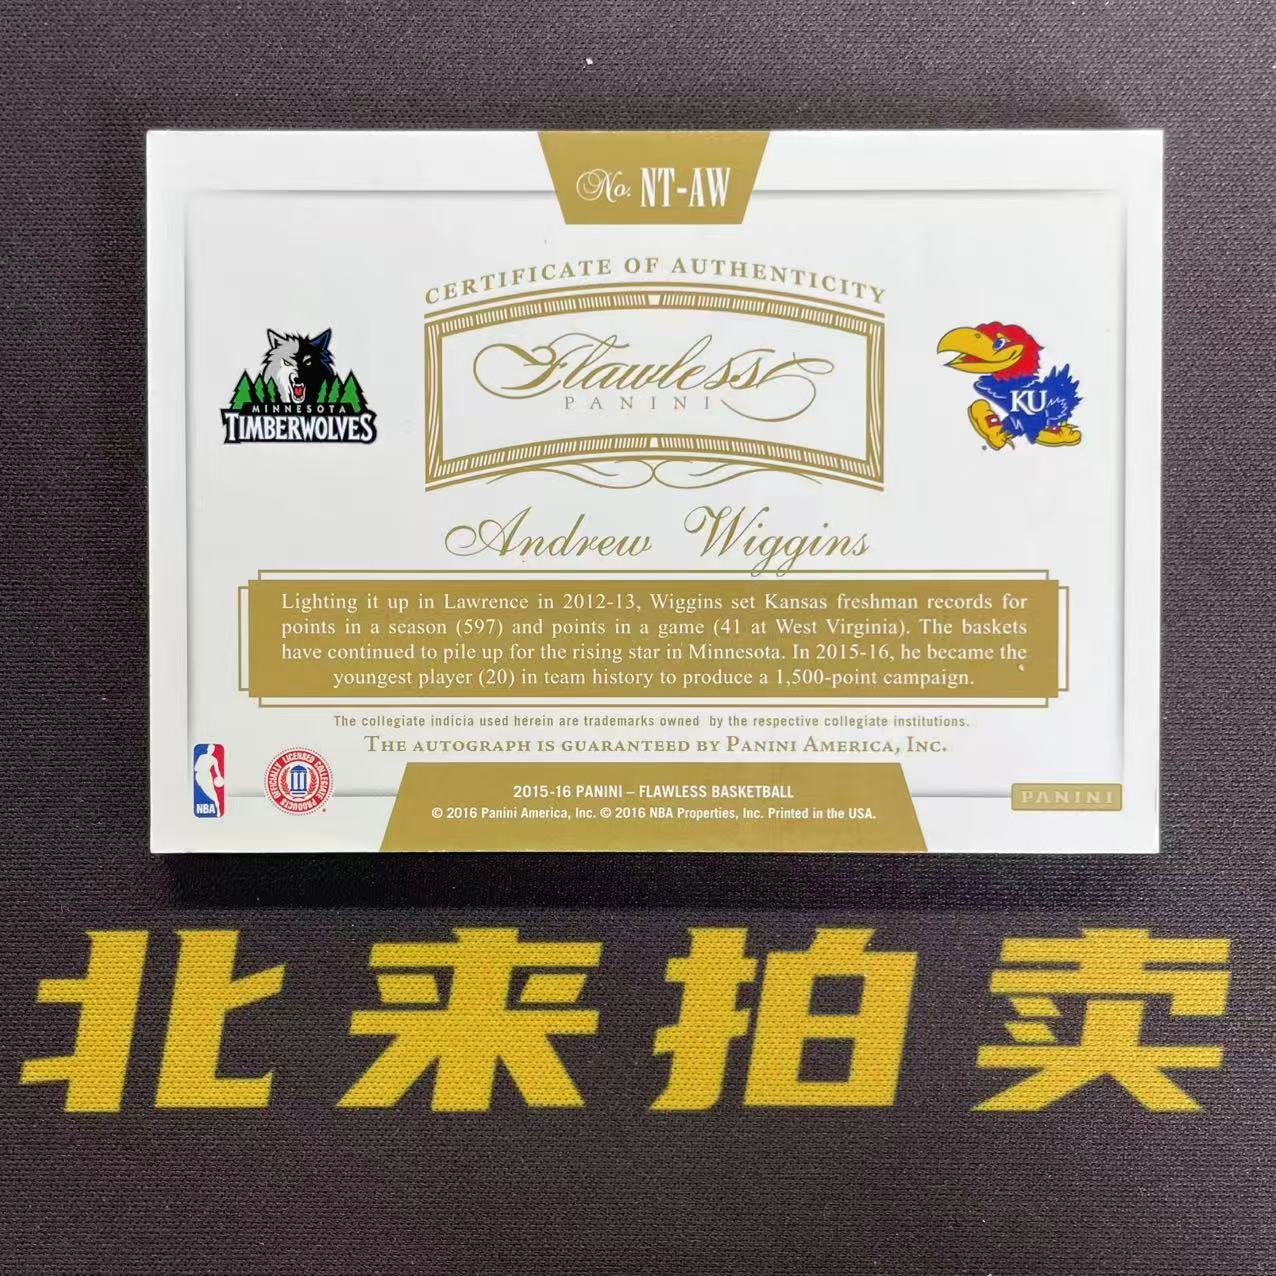 No. NT-AW
CERTIFICATE OF AUTHENTICITY
Flawless
PANINI
MINNESOTA
TIMBERWOLVES
KU
Andrew Wiggins
Lighting it up in Lawrence in 2012-13, Wiggins set Kansas freshman records for
points in a season (597) and points in a game (41 at West Virginia). The baskets
have continued to pile up for the rising star in Minnesota. In 2015-16, he became the
youngest player (20) in team history to produce a 1,500-point campaign.
The collegiate indicia used herein are trademarks owned by the respective collegiate institutions.
THE AUTOGRAPH IS GUARANTEED BY PANINI AMERICA, INC.
NBA
OFFICIALLY LICENSED COLLEGIATE PRODUCTS
2015-16 PANINI – FLAWLESS BASKETBALL
© 2016 Panini America, Inc. © 2016 NBA Properties, Inc. Printed in the USA.
PANINI
北来拍卖